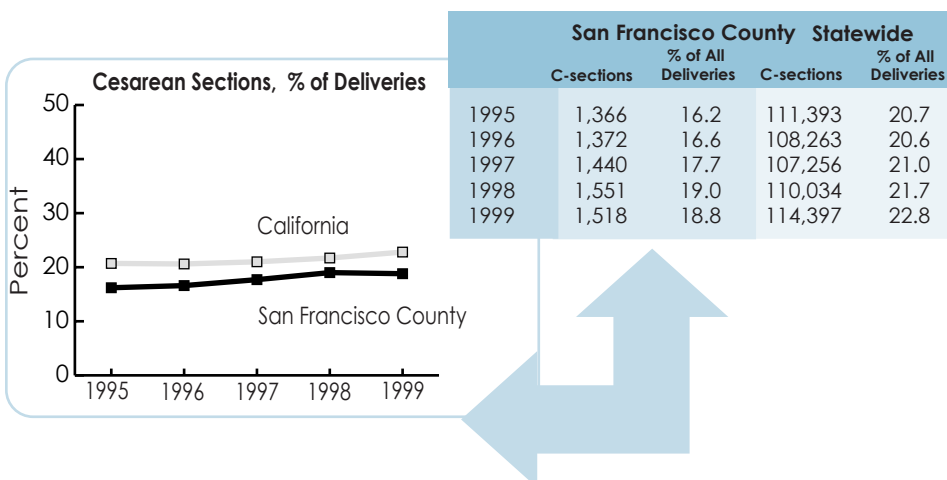 San Francisco County Statewide
% of All % of All
C-sections Deliveries C-sections Deliveries
1995 1,366 16.2 111,393 20.7
1996 1,372 16.6 108,263 20.6
1997 1,440 17.7 107,256 21.0
1998 1,551 19.0 110,034 21.7
1999 1,518 18.8 114,397 22.8
Cesarean Sections, % of Deliveries
Percent
50
40
30
20
10
0
California
San Francisco County
1995 1996 1997 1998 1999